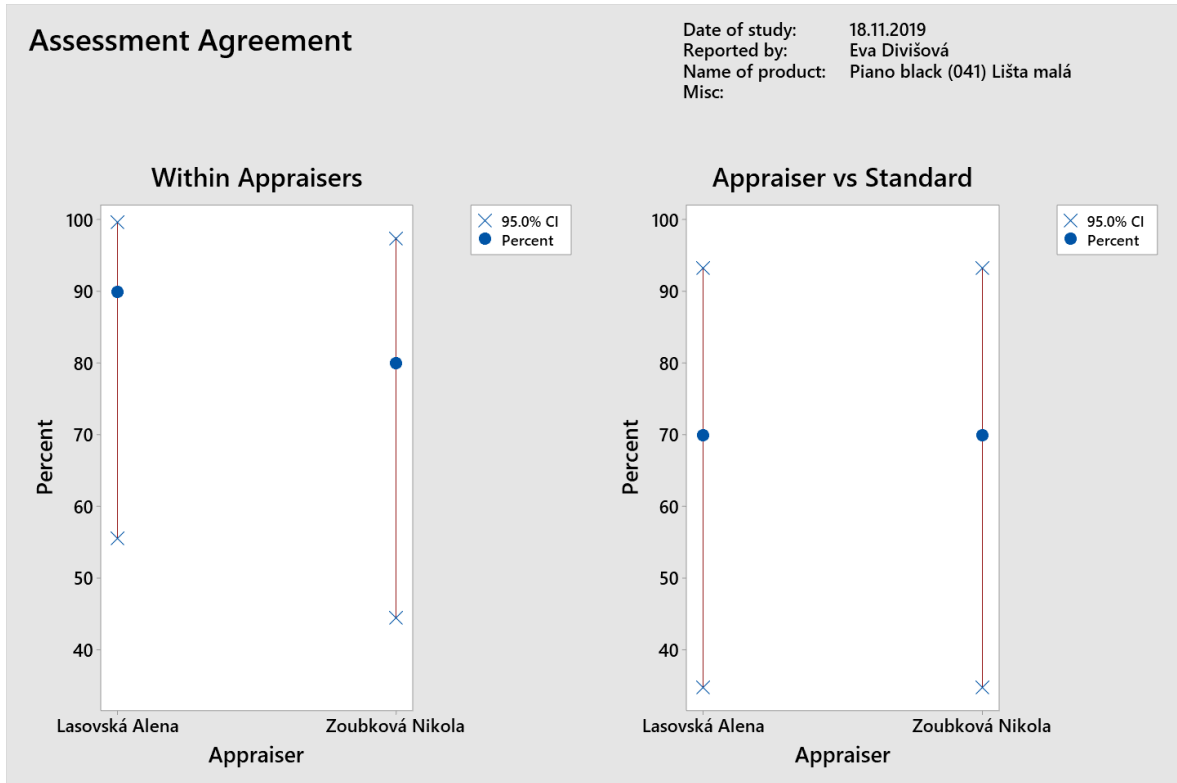 Assessment Agreement
Date of study: 18.11.2019
Reported by: Eva Divišová
Name of product: Piano black (041) Lišta malá
Misc:
Within Appraisers
100
90
80
70
60
50
40
Percent
Lasovská Alena Zoubková Nikola
Appraiser
95.0% CI
Percent
Appraiser vs Standard
100
90
80
70
60
50
40
Percent
Lasovská Alena Zoubková Nikola
Appraiser
95.0% CI
Percent